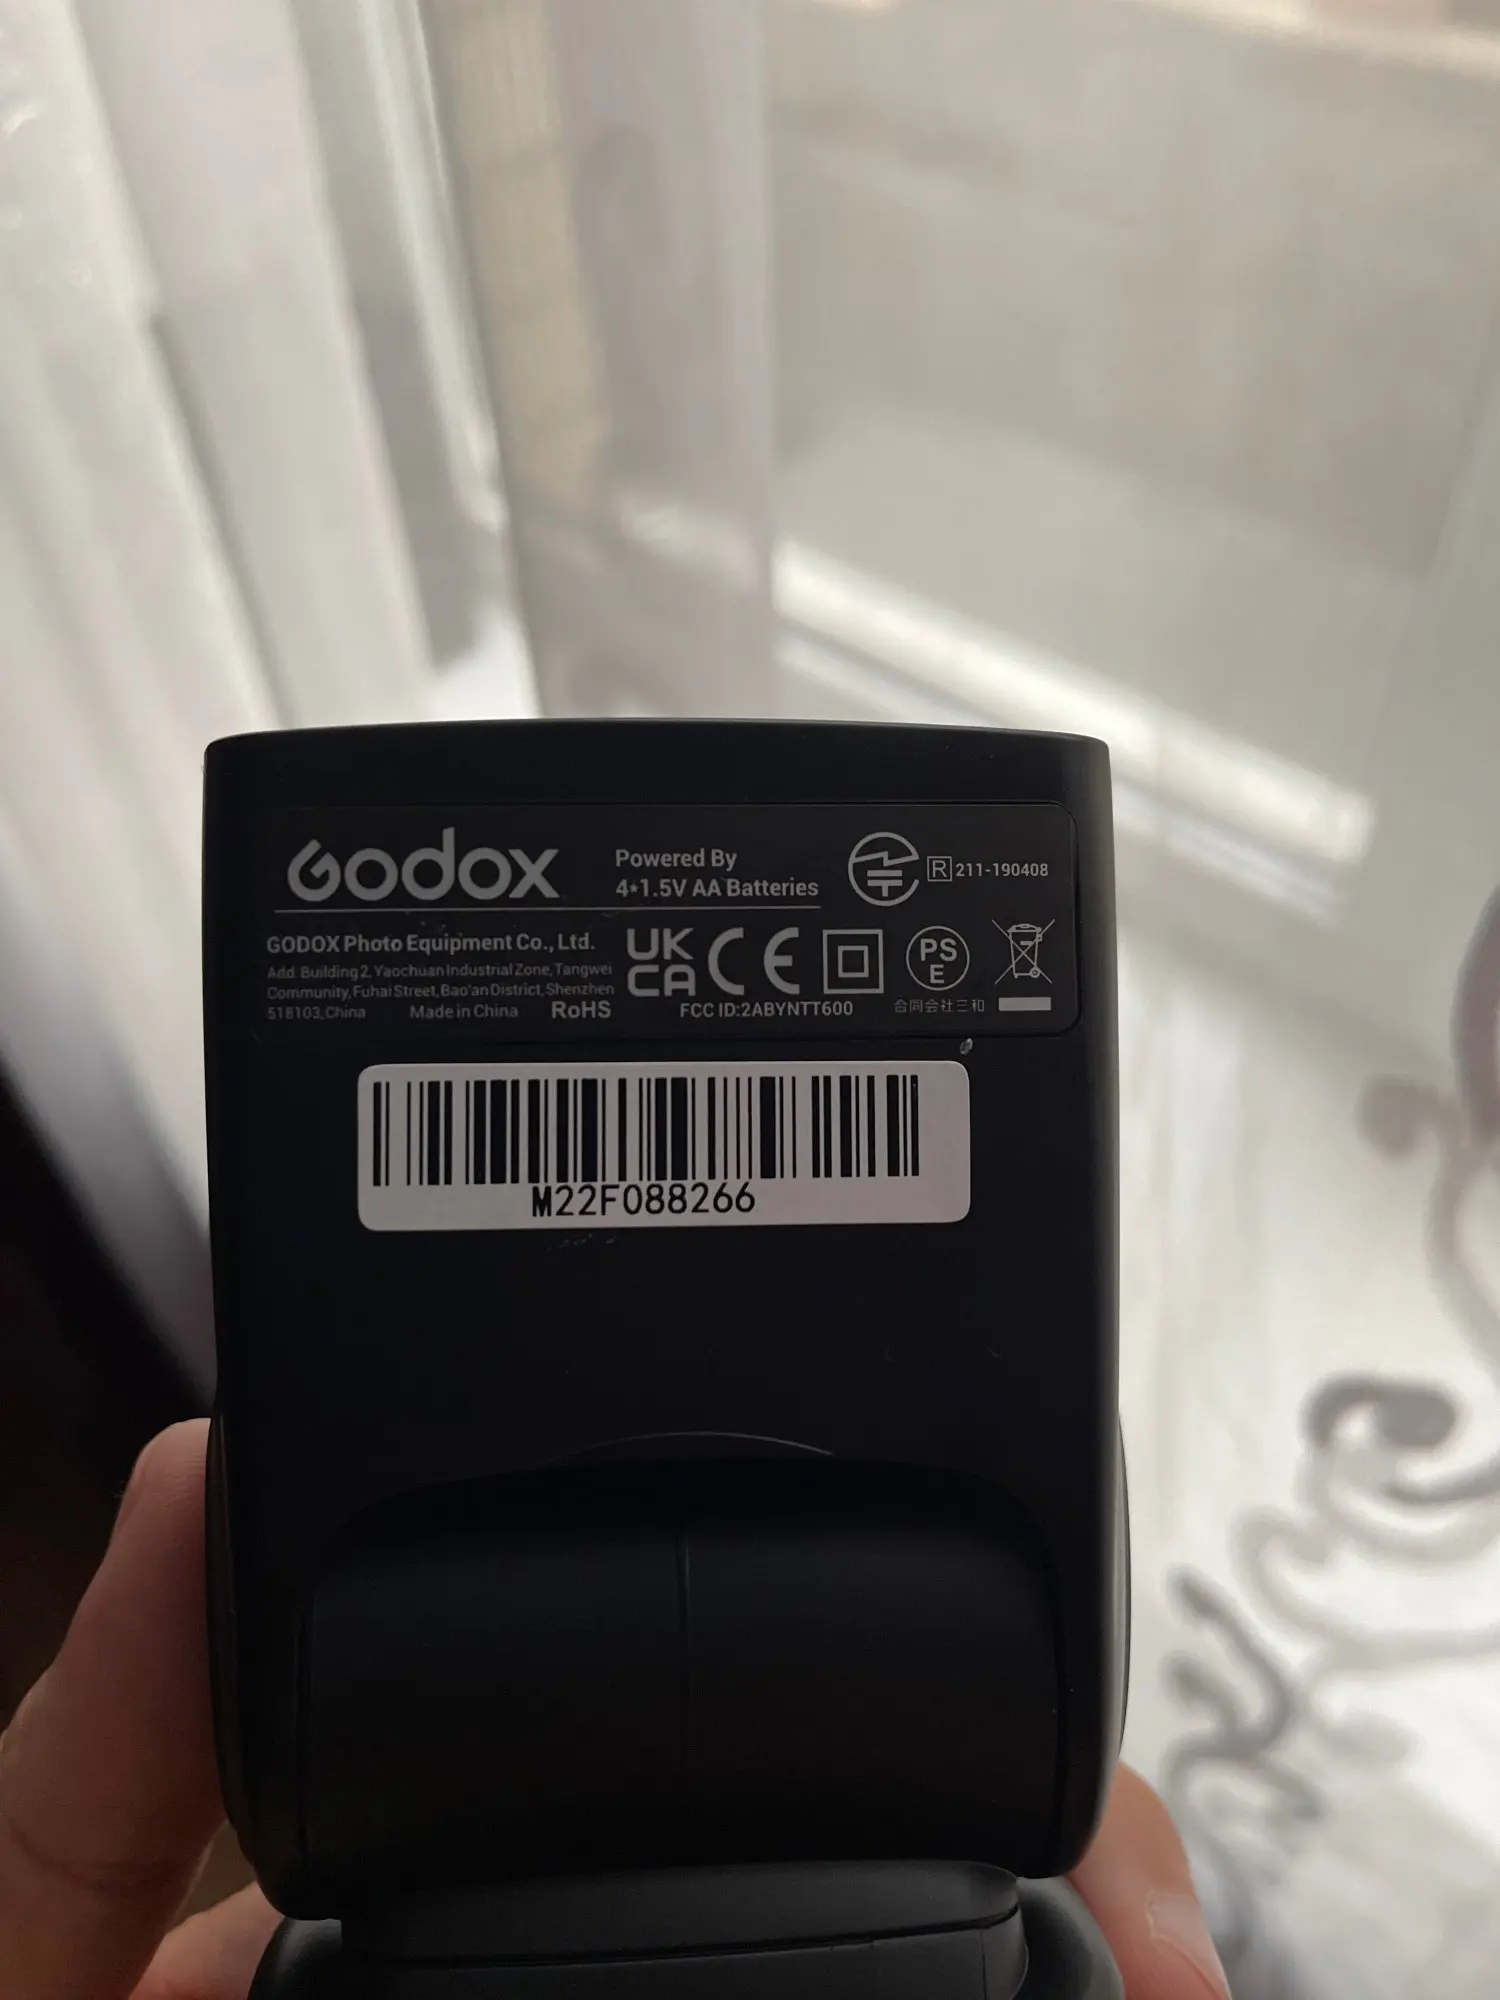 Godox
Powered By
4*1.5V AA Batteries
R 211-190408
GODOX Photo Equipment Co., Ltd.
Add: Building 2, Yaochuan Industrial Zone, Tangwei
Community, Fuhai Street, Bao'an District, Shenzhen
518103, China Made in China RoHS
UK
CA CE
PS
E
FCC ID:2ABYNTT600
合同会社三和
M22F088266